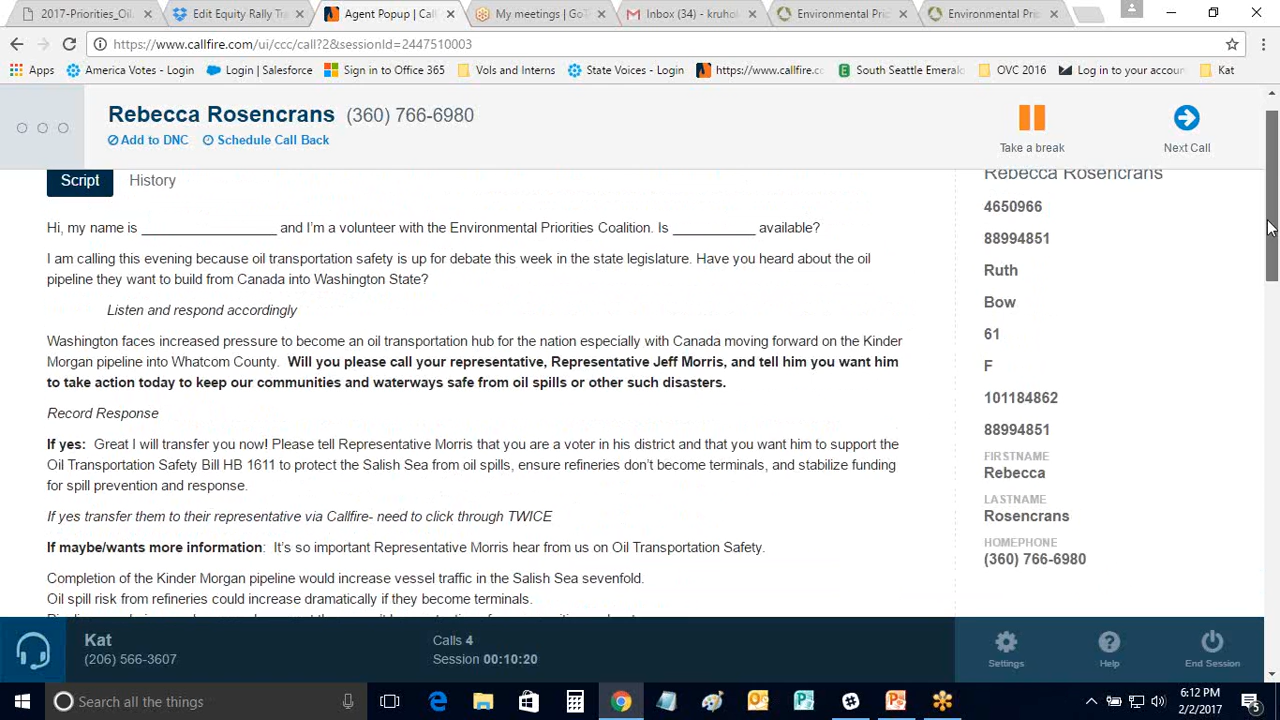 2017-Priorities_Oil.
Edit Equity Rally Tra
Agent Popup | Call
My meetings | GoTo
Inbox (34) - kruhol
Environmental Pric
Environmental Pric
https://www.callfire.com/ui/ccc/call?2&sessionId=2447510003
Apps
America Votes - Login
Login | Salesforce
Sign in to Office 365
Vols and Interns
State Voices - Login
https://www.callfire.co
South Seattle Emeral
OVC 2016
Log in to your accou
Kat
Rebecca Rosencrans (360) 766-6980
Add to DNC Schedule Call Back
Take a break
Next Call
Script History
Hi, my name is _________________ and I'm a volunteer with the Environmental Priorities Coalition. Is ___________ available?
I am calling this evening because oil transportation safety is up for debate this week in the state legislature. Have you heard about the oil
pipeline they want to build from Canada into Washington State?
Listen and respond accordingly
Washington faces increased pressure to become an oil transportation hub for the nation especially with Canada moving forward on the Kinder
Morgan pipeline into Whatcom County. Will you please call your representative, Representative Jeff Morris, and tell him you want him
to take action today to keep our communities and waterways safe from oil spills or other such disasters.
Record Response
If yes: Great I will transfer you now! Please tell Representative Morris that you are a voter in his district and that you want him to support the
Oil Transportation Safety Bill HB 1611 to protect the Salish Sea from oil spills, ensure refineries don't become terminals, and stabilize funding
for spill prevention and response.
If yes transfer them to their representative via Callfire- need to click through TWICE
If maybe/wants more information: It's so important Representative Morris hear from us on Oil Transportation Safety.
Completion of the Kinder Morgan pipeline would increase vessel traffic in the Salish Sea sevenfold.
Oil spill risk from refineries could increase dramatically if they become terminals.
Rebecca Rosencrans
4650966
88994851
Ruth
Bow
61
F
101184862
88994851
FIRSTNAME
Rebecca
LASTNAME
Rosencrans
HOMEPHONE
(360) 766-6980
Kat
(206) 566-3607
Calls 4
Session 00:10:20
Settings
Help
End Session
Search all the things
6:12 PM
2/2/2017
5